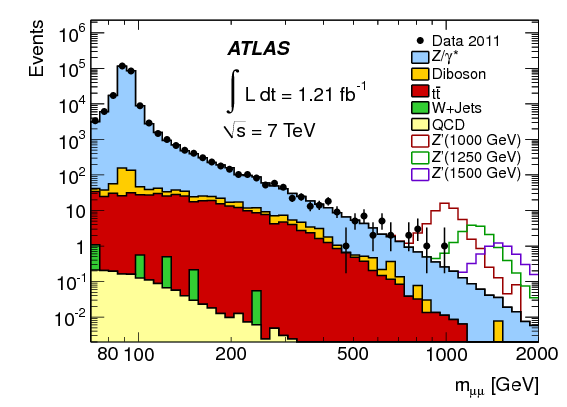 Events
10^6
10^5
10^4
10^3
10^2
10
1
10^-1
10^-2
ATLAS
∫ L dt = 1.21 fb^-1
√s = 7 TeV
Data 2011
Z/γ*
Diboson
tt̄
W+Jets
QCD
Z'(1000 GeV)
Z'(1250 GeV)
Z'(1500 GeV)
80 100 200 500 1000 2000
m_μμ [GeV]